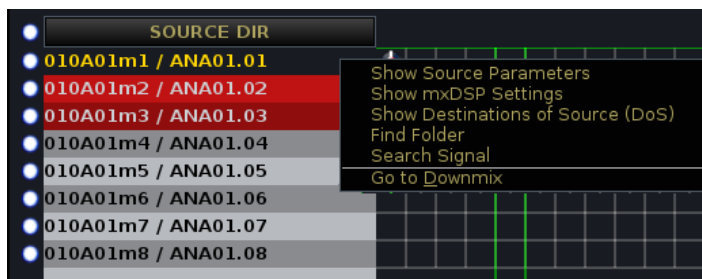 SOURCE DIR
010A01m1 / ANA01.01
010A01m2 / ANA01.02
010A01m3 / ANA01.03
010A01m4 / ANA01.04
010A01m5 / ANA01.05
010A01m6 / ANA01.06
010A01m7 / ANA01.07
010A01m8 / ANA01.08
Show Source Parameters
Show mxDSP Settings
Show Destinations of Source (DoS)
Find Folder
Search Signal
Go to Downmix